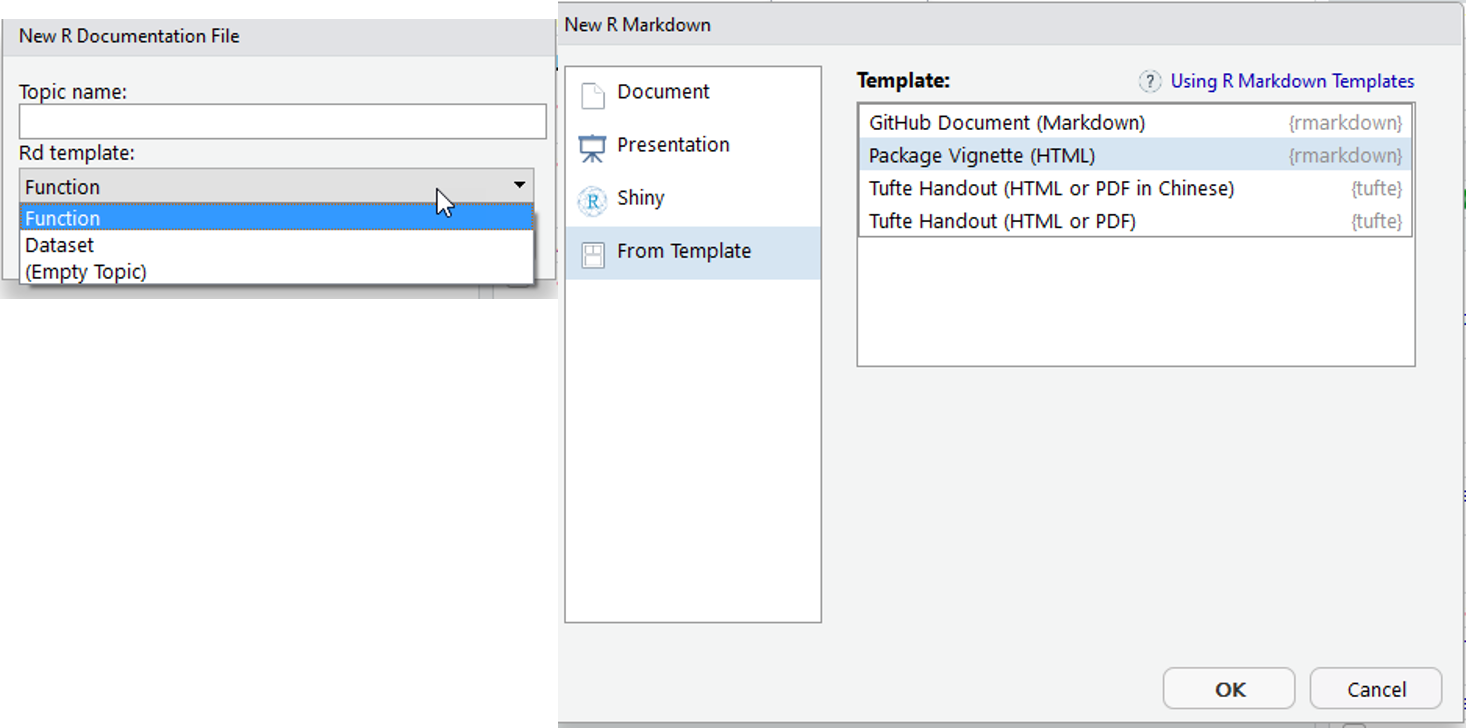 New R Documentation File
Topic name:
Rd template:
Function
Function
Dataset
(Empty Topic)
New R Markdown
Document
Presentation
R
Shiny
From Template
Template:
? Using R Markdown Templates
GitHub Document (Markdown) {rmarkdown}
Package Vignette (HTML) {rmarkdown}
Tufte Handout (HTML or PDF in Chinese) {tufte}
Tufte Handout (HTML or PDF) {tufte}
OK Cancel